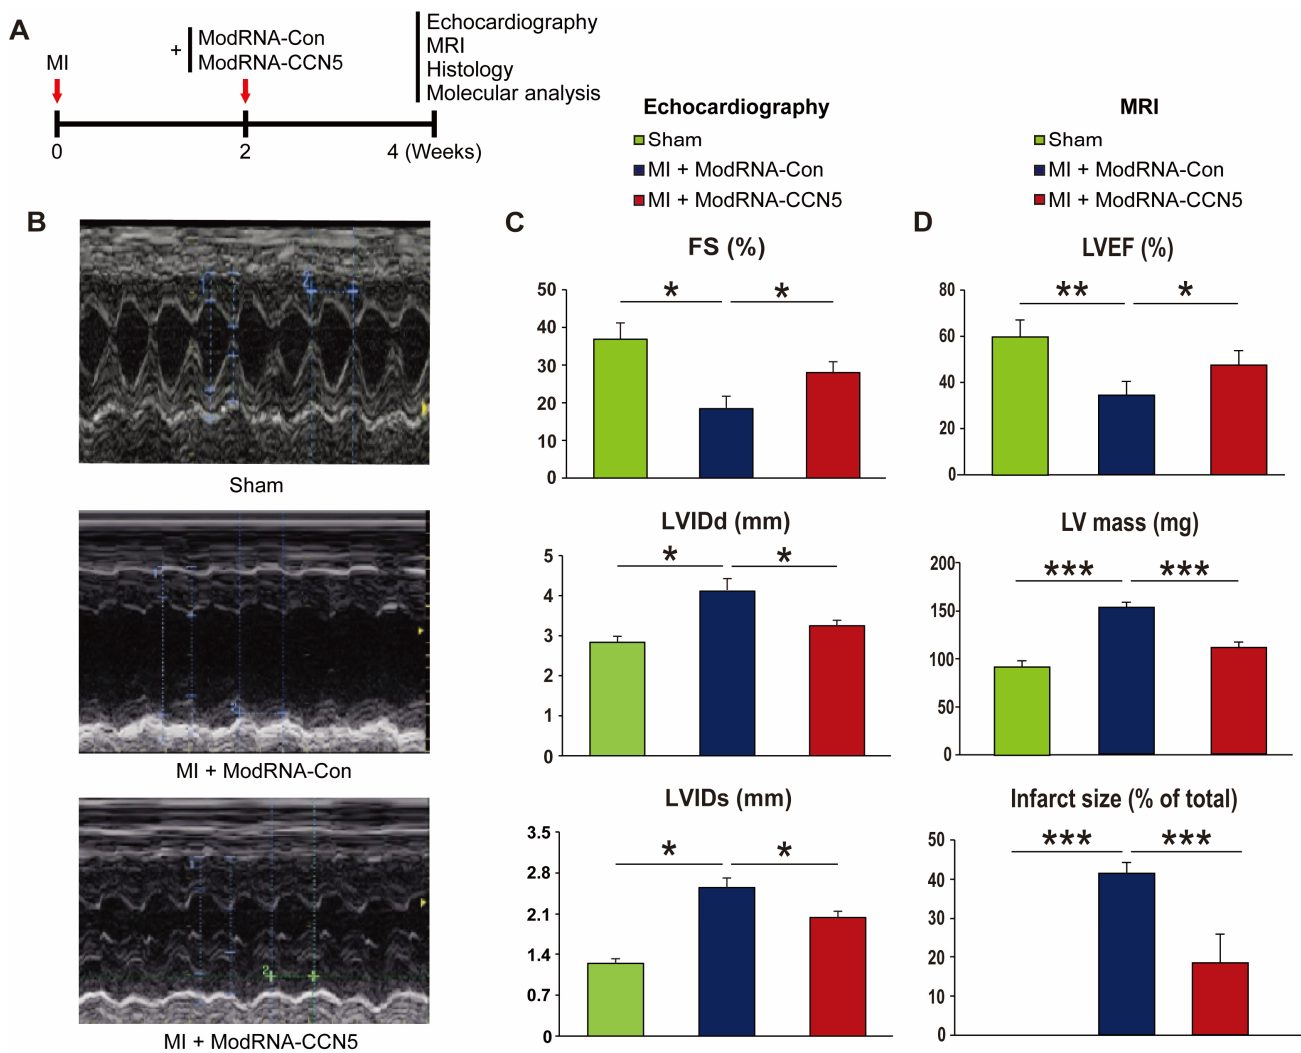 A
MI
+
ModRNA-Con
ModRNA-CCN5
Echocardiography
MRI
Histology
Molecular analysis
0
2
4 (Weeks)
B
Sham
MI + ModRNA-Con
2
MI + ModRNA-CCN5
C
Echocardiography
Sham
MI + ModRNA-Con
MI + ModRNA-CCN5
FS (%)
50
40
30
20
10
0
*
*
LVIDd (mm)
5
4
3
2
1
0
*
*
LVIDs (mm)
3.5
2.8
2.1
1.4
0.7
0
*
*
D
MRI
Sham
MI + ModRNA-Con
MI + ModRNA-CCN5
LVEF (%)
80
60
40
20
0
**
*
LV mass (mg)
200
150
100
50
0
***
***
Infarct size (% of total)
50
40
30
20
10
0
***
***